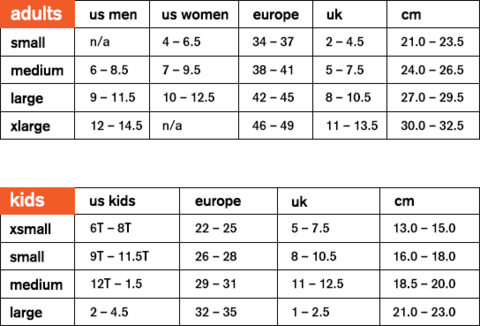 adults us men us women europe uk cm
small n/a 4 – 6.5 34 – 37 2 – 4.5 21.0 – 23.5
medium 6 – 8.5 7 – 9.5 38 – 41 5 – 7.5 24.0 – 26.5
large 9 – 11.5 10 – 12.5 42 – 45 8 – 10.5 27.0 – 29.5
xlarge 12 – 14.5 n/a 46 – 49 11 – 13.5 30.0 – 32.5
kids us kids europe uk cm
xsmall 6T – 8T 22 – 25 5 – 7.5 13.0 – 15.0
small 9T – 11.5T 26 – 28 8 – 10.5 16.0 – 18.0
medium 12T – 1.5 29 – 31 11 – 12.5 18.5 – 20.0
large 2 – 4.5 32 – 35 1 – 2.5 21.0 – 23.0